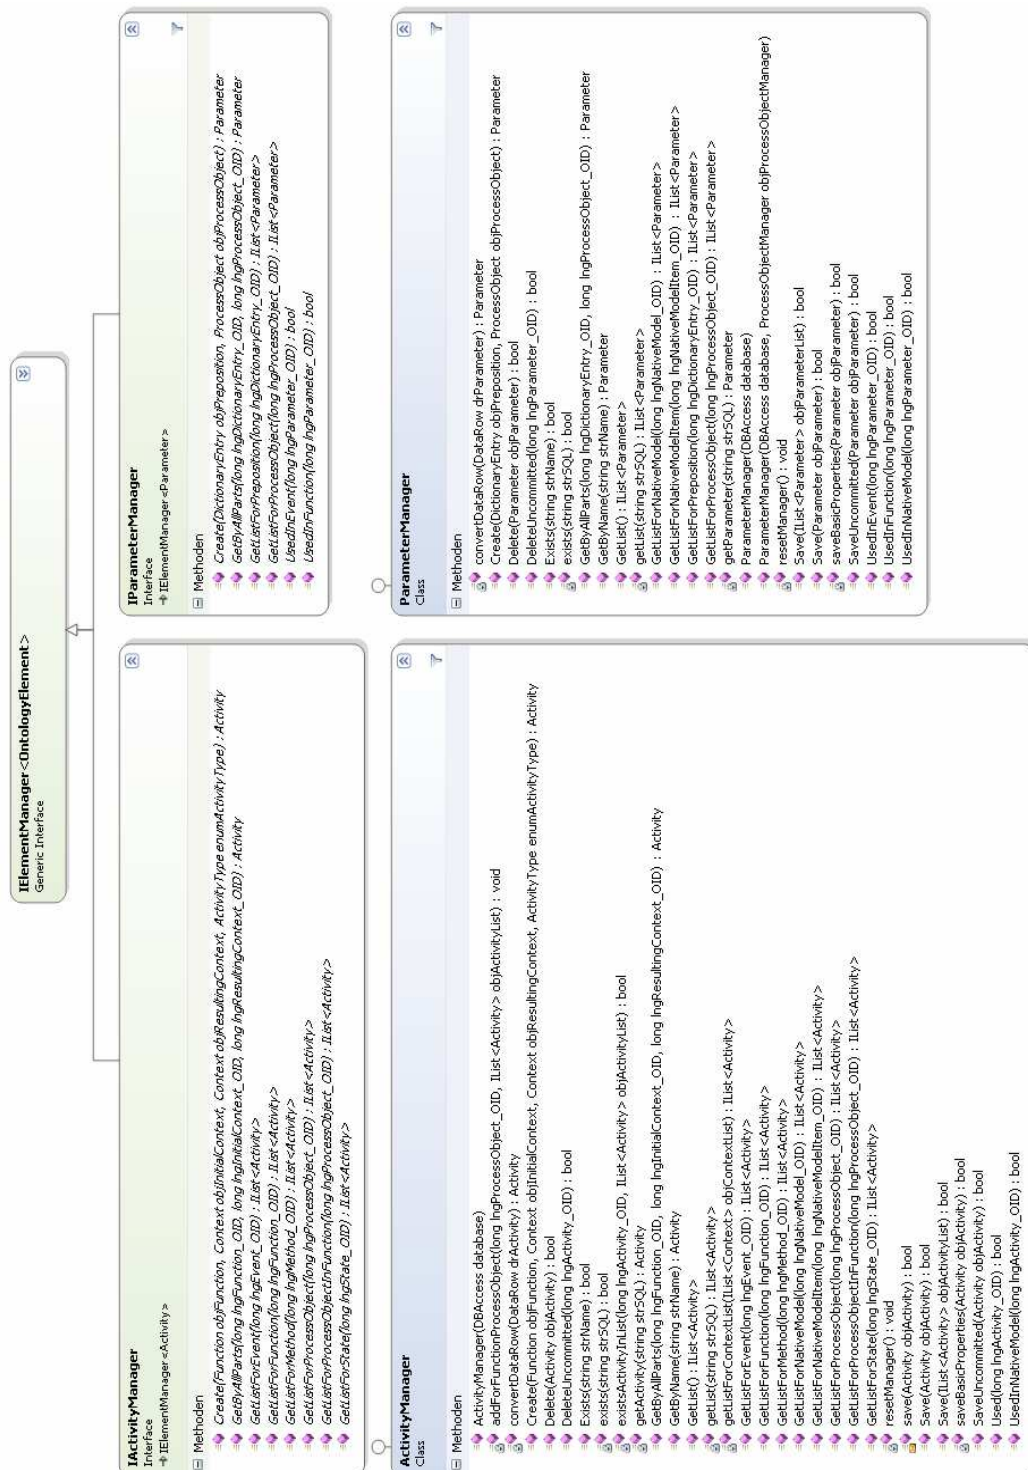 IElementManager<OntologyElement>
Generic Interface
IActivityManager
Interface
IElementManager<Activity>
Methoden
Create(Function objFunction, Context objInitialContext, Context objResultingContext, ActivityType enumActivityType) : Activity
GetByAllParts(long lngFunction_OID, long lngInitialContext_OID, long lngResultingContext_OID) : Activity
GetListForEvent(long lngEvent_OID) : IList<Activity>
GetListForFunction(long lngFunction_OID) : IList<Activity>
GetListForMethod(long lngMethod_OID) : IList<Activity>
GetListForProcessObject(long lngProcessObject_OID) : IList<Activity>
GetListForProcessObjectInFunction(long lngProcessObject_OID) : IList<Activity>
GetListForState(long lngState_OID) : IList<Activity>
IParameterManager
Interface
IElementManager<Parameter>
Methoden
Create(DictionaryEntry objPreposition, ProcessObject objProcessObject) : Parameter
GetByAllParts(long lngDictionaryEntry_OID, long lngProcessObject_OID) : Parameter
GetListForPreposition(long lngDictionaryEntry_OID) : IList<Parameter>
GetListForProcessObject(long lngProcessObject_OID) : IList<Parameter>
UsedInEvent(long lngParameter_OID) : bool
UsedInFunction(long lngParameter_OID) : bool
ActivityManager
Class
Methoden
ActivityManager(DBAccess database)
addForFunctionProcessObject(long lngProcessObject_OID, IList<Activity> objActivityList) : void
convertDataRow(DataRow drActivity) : Activity
Create(Function objFunction, Context objInitialContext, Context objResultingContext, ActivityType enumActivityType) : Activity
Delete(Activity objActivity) : bool
DeleteUncommitted(long lngActivity_OID) : bool
Exists(string strName) : bool
exists(string strSQL) : bool
existsActivityInList(long lngActivity_OID, IList<Activity> objActivityList) : bool
getActivity(string strSQL) : Activity
GetByAllParts(long lngFunction_OID, long lngInitialContext_OID, long lngResultingContext_OID) : Activity
GetByName(string strName) : Activity
GetList() : IList<Activity>
getList(string strSQL) : IList<Activity>
getListForContextList(IList<Context> objContextList) : IList<Activity>
GetListForEvent(long lngEvent_OID) : IList<Activity>
GetListForFunction(long lngFunction_OID) : IList<Activity>
GetListForMethod(long lngMethod_OID) : IList<Activity>
GetListForNativeModel(long lngNativeModel_OID) : IList<Activity>
GetListForNativeModelItem(long lngNativeModelItem_OID) : IList<Activity>
GetListForProcessObject(long lngProcessObject_OID) : IList<Activity>
GetListForProcessObjectInFunction(long lngProcessObject_OID) : IList<Activity>
GetListForState(long lngState_OID) : IList<Activity>
resetManager() : void
save(Activity objActivity) : bool
Save(Activity objActivity) : bool
Save(IList<Activity> objActivityList) : bool
saveBasicProperties(Activity objActivity) : bool
SaveUncommitted(Activity objActivity) : bool
Used(long lngActivity_OID) : bool
UsedInNativeModel(long lngActivity_OID) : bool
ParameterManager
Class
Methoden
convertDataRow(DataRow drParameter) : Parameter
Create(DictionaryEntry objPreposition, ProcessObject objProcessObject) : Parameter
Delete(Parameter objParameter) : bool
DeleteUncommitted(long lngParameter_OID) : bool
Exists(string strName) : bool
exists(string strSQL) : bool
GetByAllParts(long lngDictionaryEntry_OID, long lngProcessObject_OID) : Parameter
GetByName(string strName) : Parameter
GetList() : IList<Parameter>
getList(string strSQL) : IList<Parameter>
GetListForNativeModel(long lngNativeModel_OID) : IList<Parameter>
GetListForNativeModelItem(long lngNativeModelItem_OID) : IList<Parameter>
GetListForPreposition(long lngDictionaryEntry_OID) : IList<Parameter>
GetListForProcessObject(long lngProcessObject_OID) : IList<Parameter>
getParameter(string strSQL) : Parameter
ParameterManager(DBAccess database)
ParameterManager(DBAccess database, ProcessObjectManager objProcessObjectManager)
resetManager() : void
Save(IList<Parameter> objParameterList) : bool
Save(Parameter objParameter) : bool
saveBasicProperties(Parameter objParameter) : bool
SaveUncommitted(Parameter objParameter) : bool
UsedInEvent(long lngParameter_OID) : bool
UsedInFunction(long lngParameter_OID) : bool
UsedInNativeModel(long lngParameter_OID) : bool